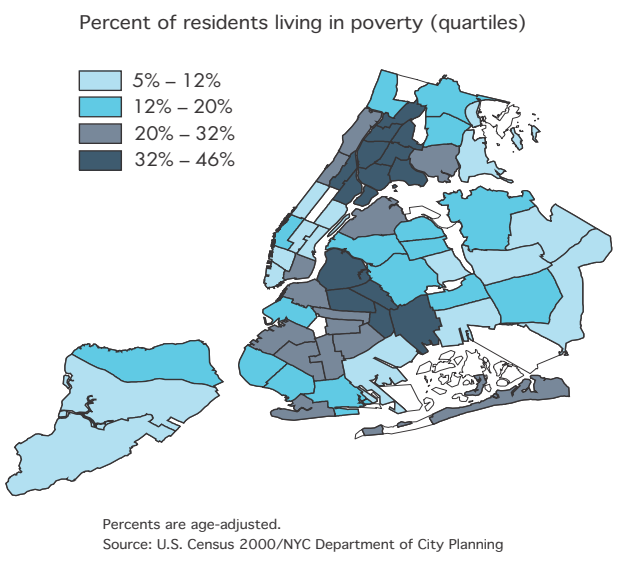 Percent of residents living in poverty (quartiles)
5% – 12%
12% – 20%
20% – 32%
32% – 46%
Percents are age-adjusted.
Source: U.S. Census 2000/NYC Department of City Planning